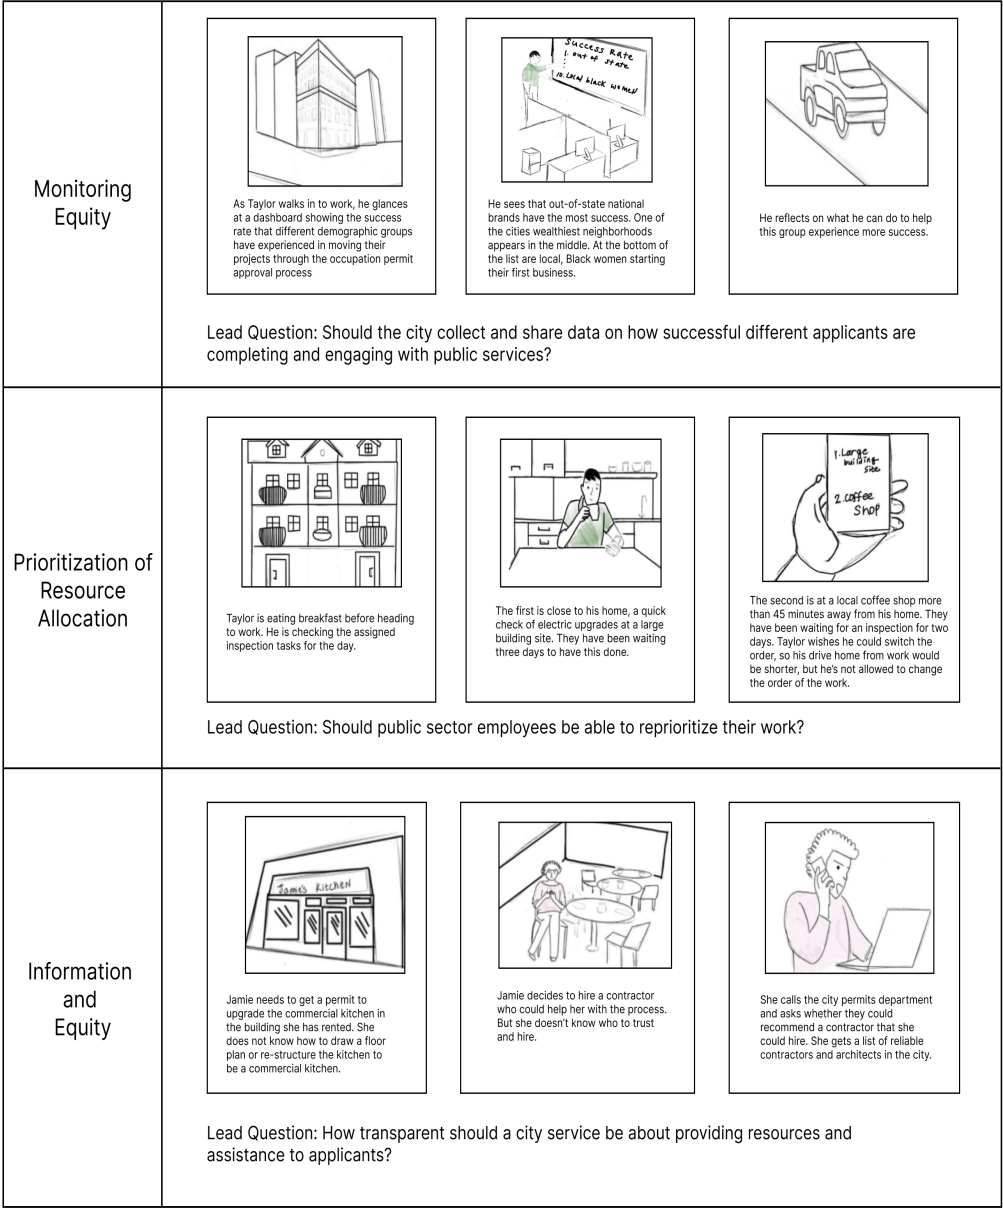 Monitoring
Equity
Success Rate
1. out of state
10. Local black women
As Taylor walks in to work, he glances
at a dashboard showing the success
rate that different demographic groups
have experienced in moving their
projects through the occupation permit
approval process
He sees that out-of-state national
brands have the most success. One of
the cities wealthiest neighborhoods
appears in the middle. At the bottom of
the list are local, Black women starting
their first business.
He reflects on what he can do to help
this group experience more success.
Lead Question: Should the city collect and share data on how successful different applicants are
completing and engaging with public services?
Prioritization of
Resource
Allocation
1. Large
building
site
2. coffee
Shop
Taylor is eating breakfast before heading
to work. He is checking the assigned
inspection tasks for the day.
The first is close to his home, a quick
check of electric upgrades at a large
building site. They have been waiting
three days to have this done.
The second is at a local coffee shop more
than 45 minutes away from his home. They
have been waiting for an inspection for two
days. Taylor wishes he could switch the
order, so his drive home from work would
be shorter, but he's not allowed to change
the order of the work.
Lead Question: Should public sector employees be able to reprioritize their work?
Information
and
Equity
Jamie's Kitchen
Jamie needs to get a permit to
upgrade the commercial kitchen in
the building she has rented. She
does not know how to draw a floor
plan or re-structure the kitchen to
be a commercial kitchen.
Jamie decides to hire a contractor
who could help her with the process.
But she doesn't know who to trust
and hire.
She calls the city permits department
and asks whether they could
recommend a contractor that she
could hire. She gets a list of reliable
contractors and architects in the city.
Lead Question: How transparent should a city service be about providing resources and
assistance to applicants?